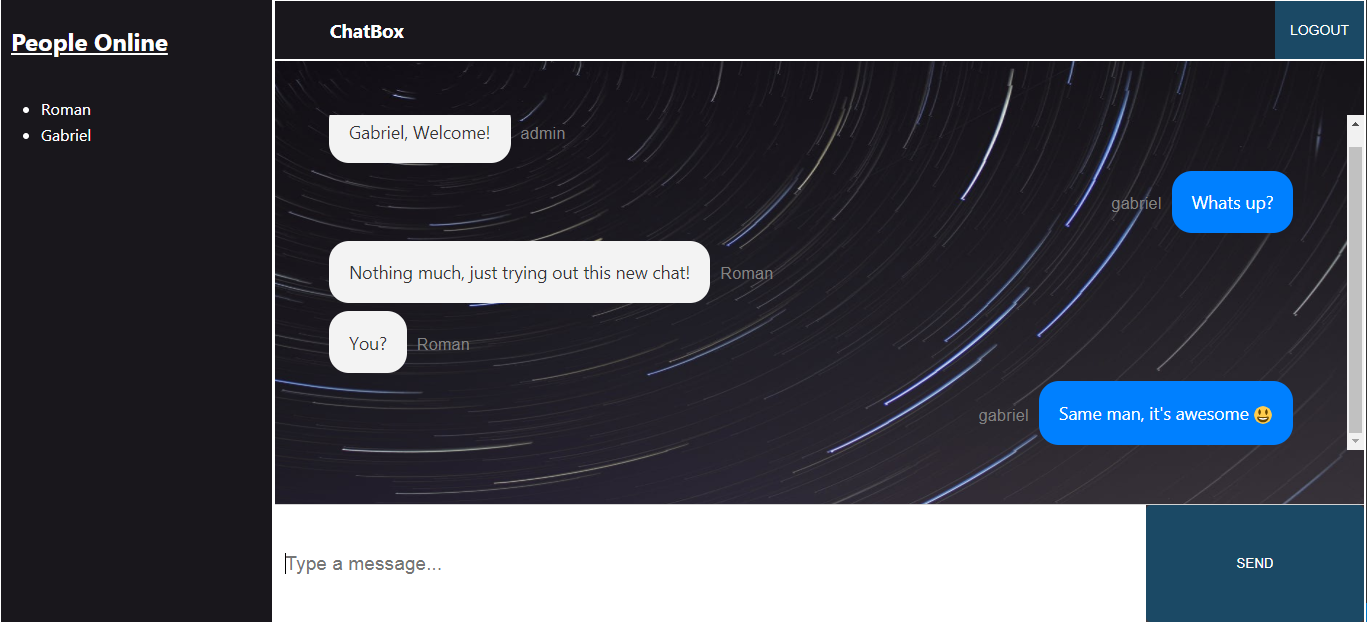 People Online
Roman
Gabriel
ChatBox
LOGOUT
Gabriel, Welcome! admin
gabriel Whats up?
Nothing much, just trying out this new chat! Roman
You? Roman
gabriel Same man, it's awesome 😃
Type a message...
SEND